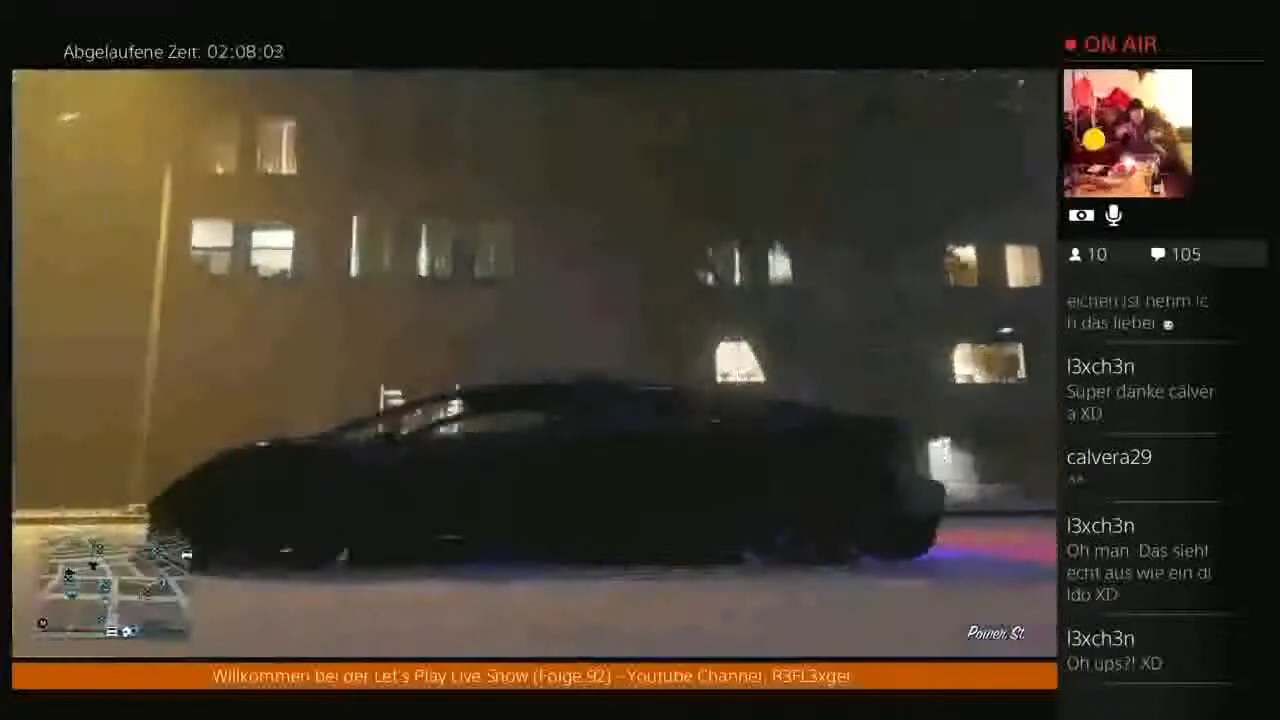 Abgelaufene Zeit: 02:08:03
ON AIR
10 105
eichen ist nehm ic
h das lieber
l3xch3n
Super danke calver
a XD
calvera29
^^
l3xch3n
Oh man. Das sieht
echt aus wie ein di
ldo XD
l3xch3n
Oh ups?! XD
Power St
Willkommen bei der Let's Play Live Show (Folge 92) - Youtube Channel: R3FL3xger